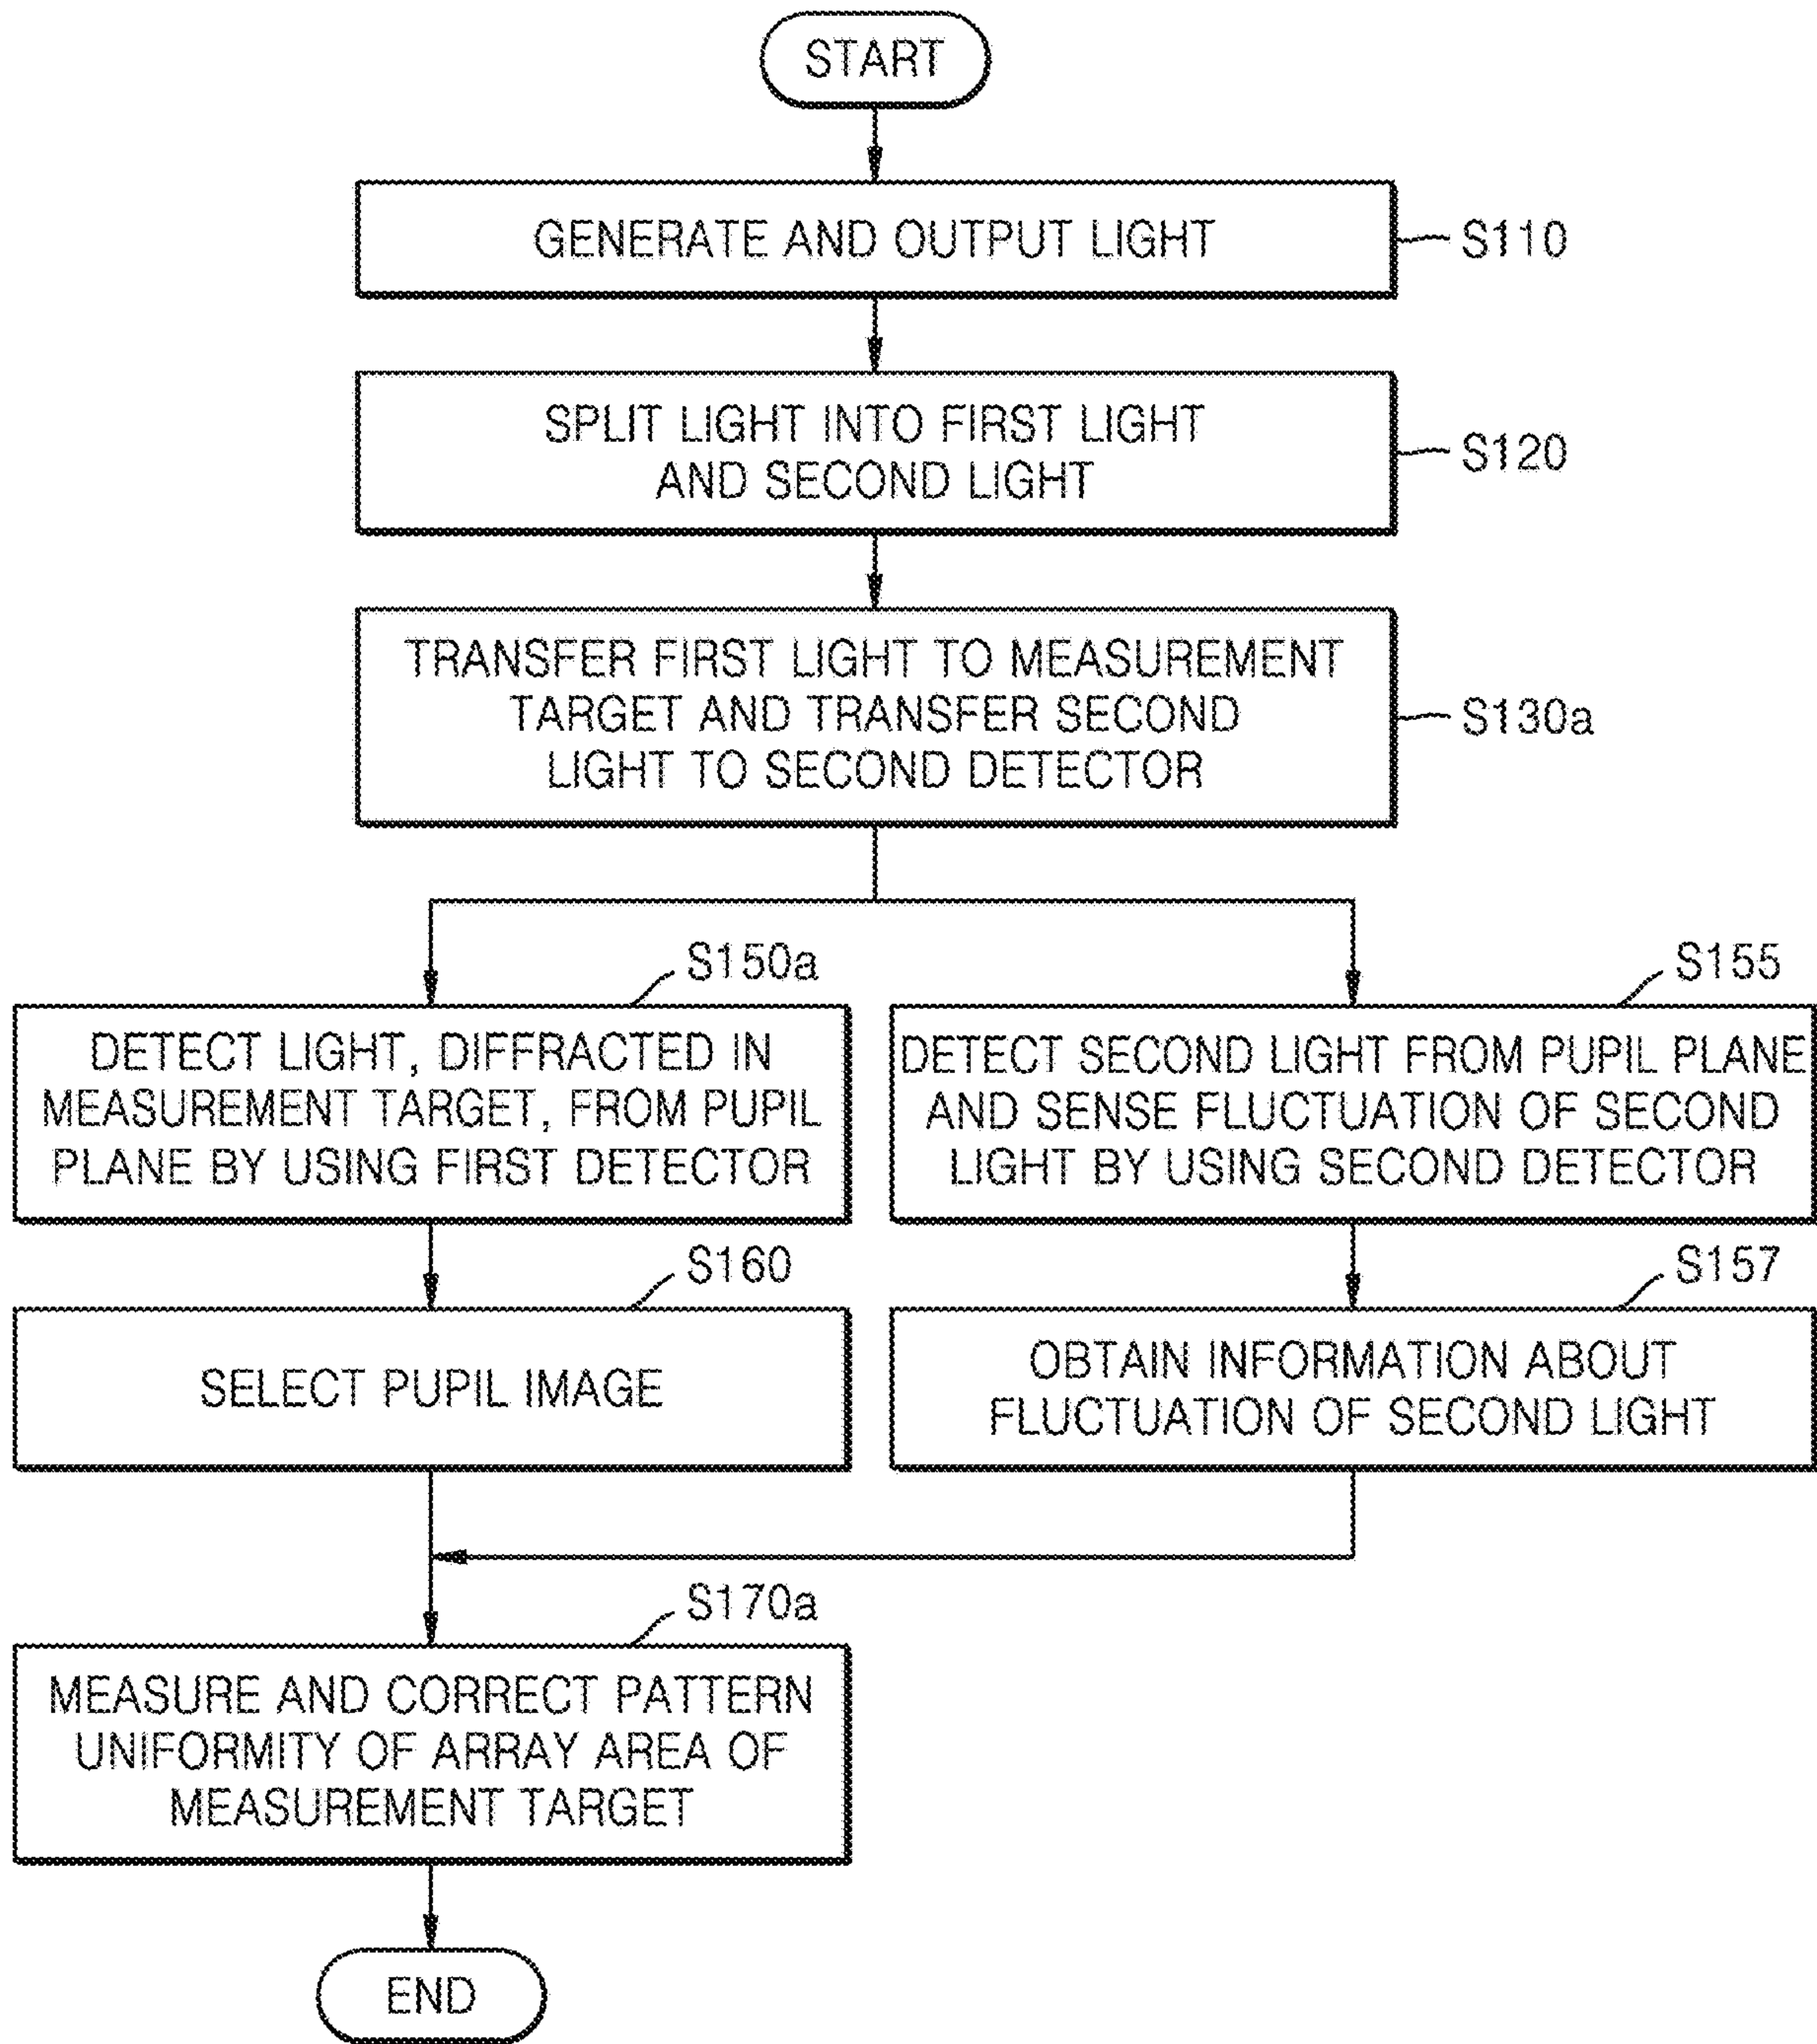 START
GENERATE AND OUTPUT LIGHT
S110
SPLIT LIGHT INTO FIRST LIGHT
AND SECOND LIGHT
S120
TRANSFER FIRST LIGHT TO MEASUREMENT
TARGET AND TRANSFER SECOND
LIGHT TO SECOND DETECTOR
S130a
S150a
DETECT LIGHT, DIFFRACTED IN
MEASUREMENT TARGET, FROM PUPIL
PLANE BY USING FIRST DETECTOR
S155
DETECT SECOND LIGHT FROM PUPIL PLANE
AND SENSE FLUCTUATION OF SECOND
LIGHT BY USING SECOND DETECTOR
S160
SELECT PUPIL IMAGE
S157
OBTAIN INFORMATION ABOUT
FLUCTUATION OF SECOND LIGHT
S170a
MEASURE AND CORRECT PATTERN
UNIFORMITY OF ARRAY AREA OF
MEASUREMENT TARGET
END